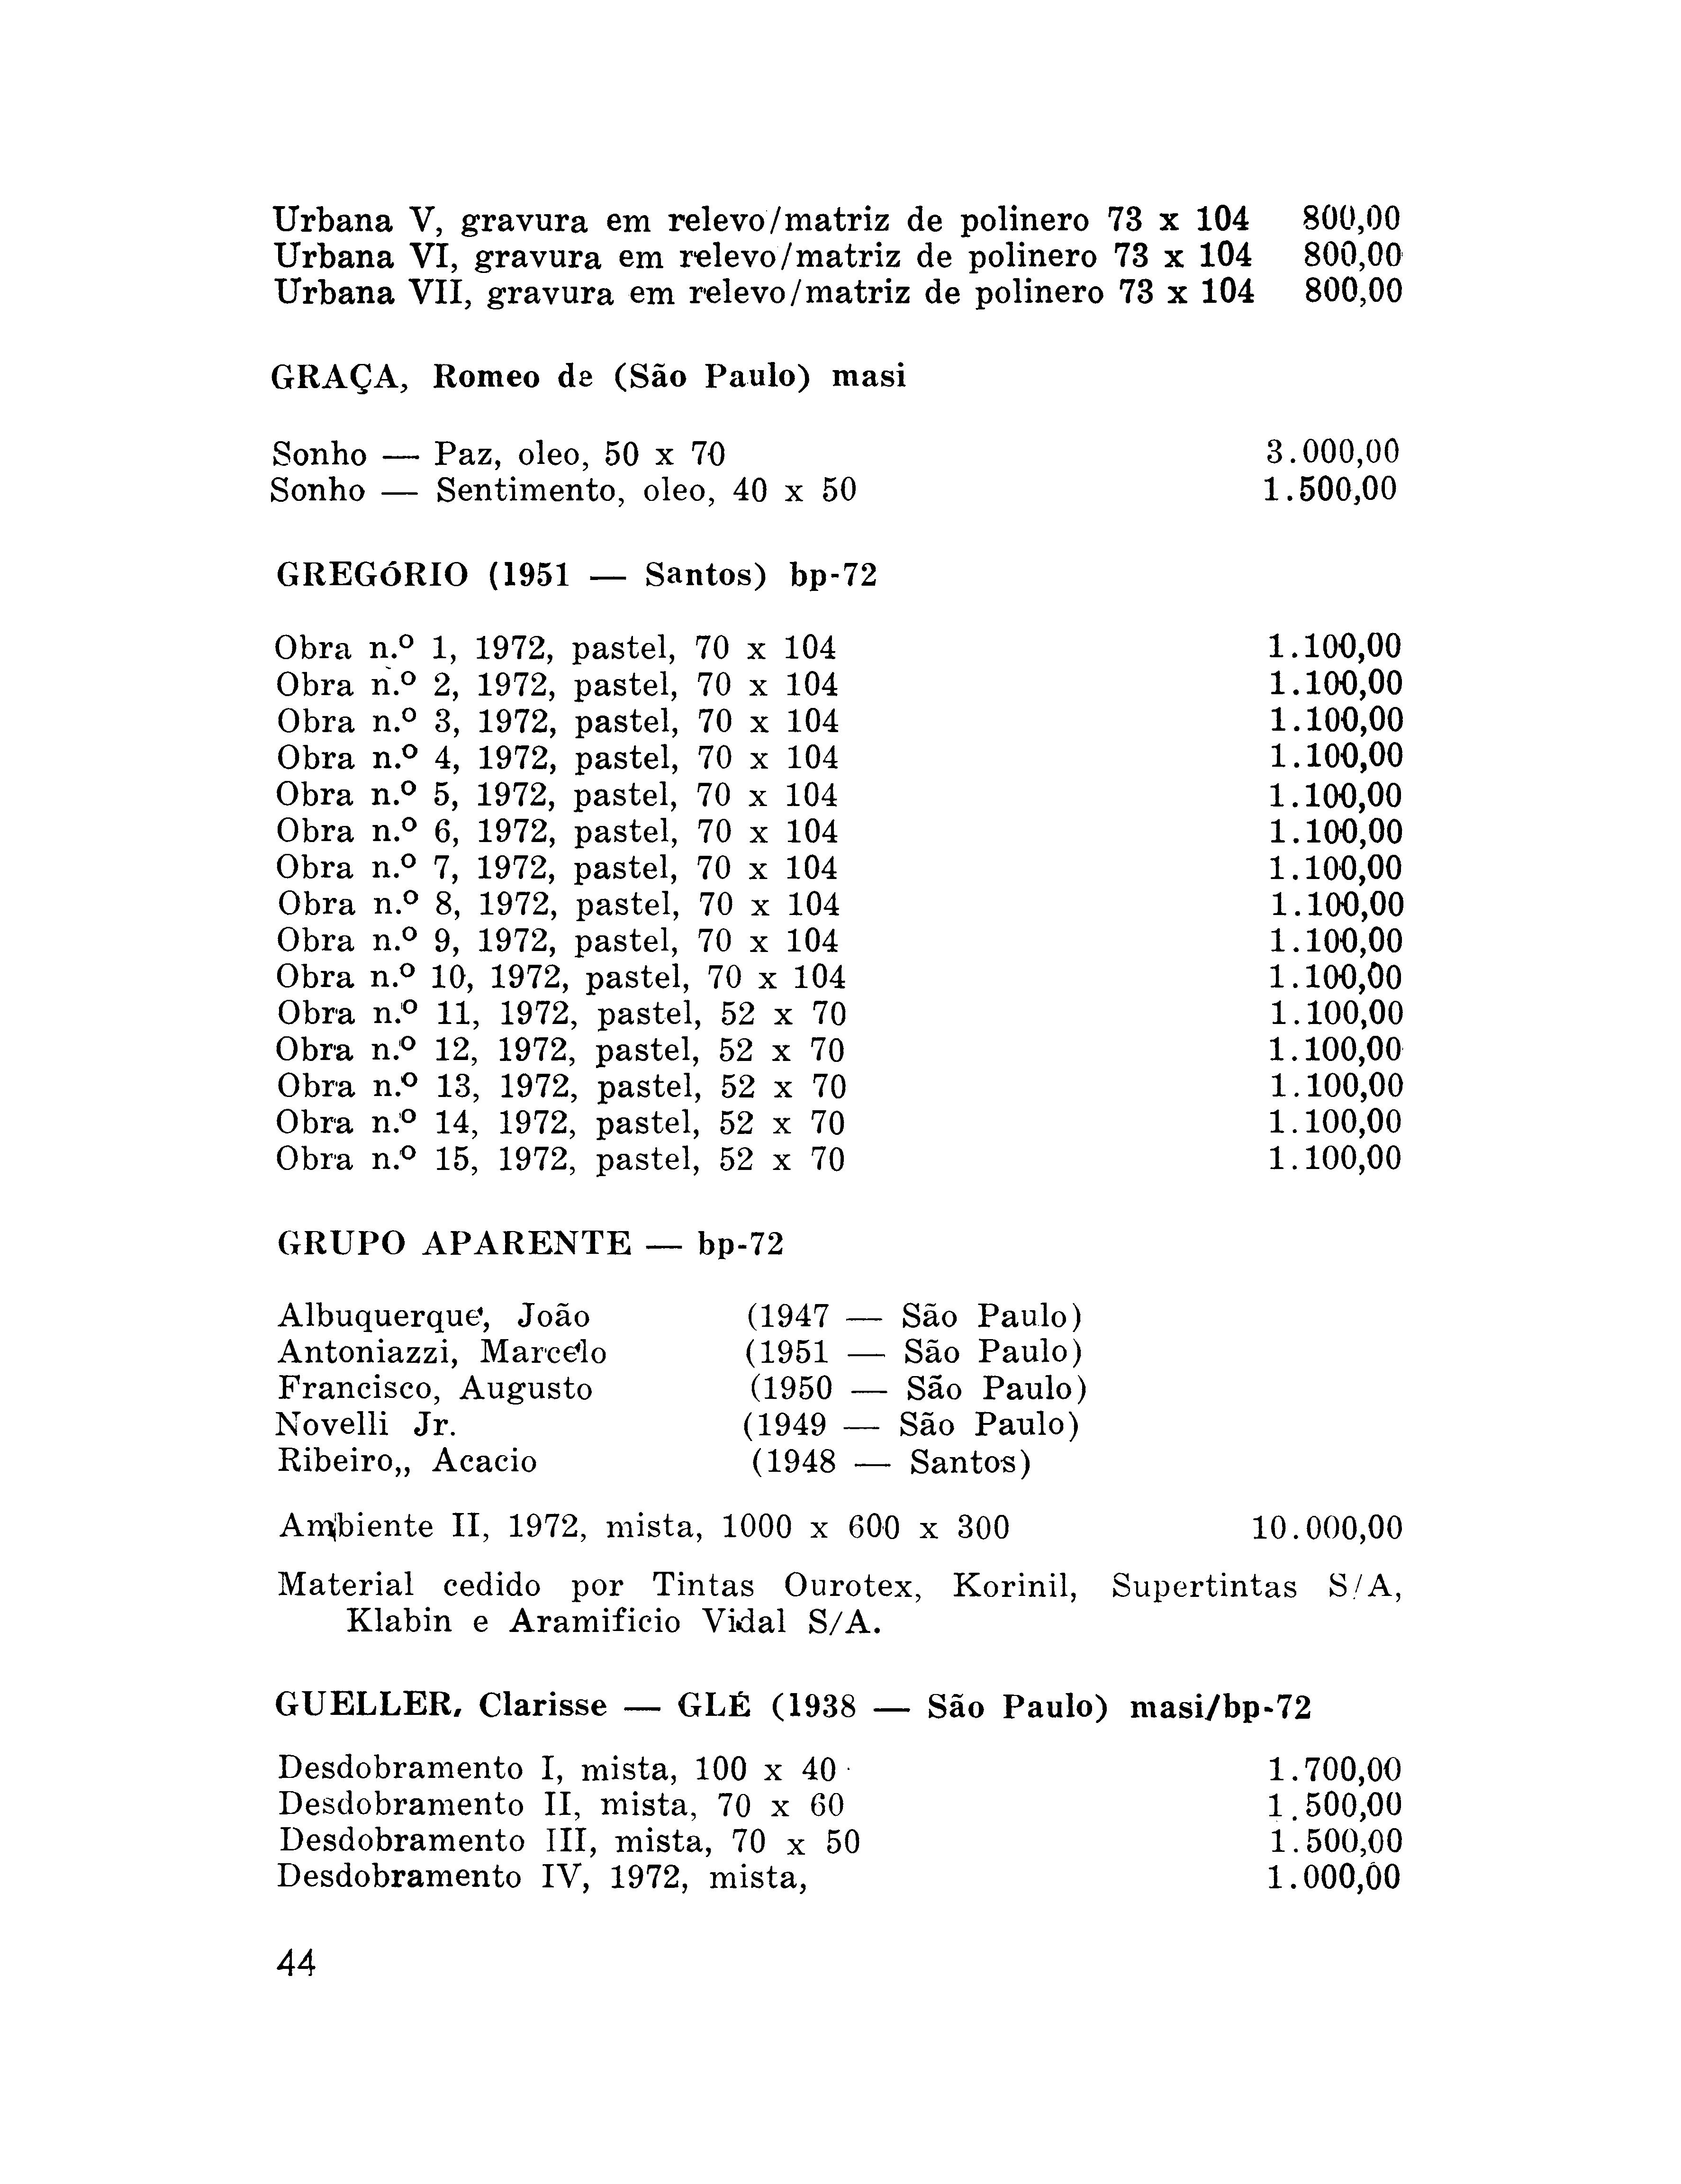 Urbana V, gravura em relevo/matriz de polinero 73 x 104 800,00
Urbana VI, gravura em relevo/matriz de polinero 73 x 104 800,00
Urbana VII, gravura em relevo/matriz de polinero 73 x 104 800,00
GRAÇA, Romeo de (São Paulo) masi
Sonho — Paz, oleo, 50 x 70 3.000,00
Sonho — Sentimento, oleo, 40 x 50 1.500,00
GREGóRIO (1951 — Santos) bp-72
Obra n.º 1, 1972, pastel, 70 x 104 1.100,00
Obra n.º 2, 1972, pastel, 70 x 104 1.100,00
Obra n.º 3, 1972, pastel, 70 x 104 1.100,00
Obra n.º 4, 1972, pastel, 70 x 104 1.100,00
Obra n.º 5, 1972, pastel, 70 x 104 1.100,00
Obra n.º 6, 1972, pastel, 70 x 104 1.100,00
Obra n.º 7, 1972, pastel, 70 x 104 1.100,00
Obra n.º 8, 1972, pastel, 70 x 104 1.100,00
Obra n.º 9, 1972, pastel, 70 x 104 1.100,00
Obra n.º 10, 1972, pastel, 70 x 104 1.100,00
Obra n.º 11, 1972, pastel, 52 x 70 1.100,00
Obra n.º 12, 1972, pastel, 52 x 70 1.100,00
Obra n.º 13, 1972, pastel, 52 x 70 1.100,00
Obra n.º 14, 1972, pastel, 52 x 70 1.100,00
Obra n.º 15, 1972, pastel, 52 x 70 1.100,00
GRUPO APARENTE — bp-72
Albuquerque, João (1947 — São Paulo)
Antoniazzi, Marcelo (1951 — São Paulo)
Francisco, Augusto (1950 — São Paulo)
Novelli Jr. (1949 — São Paulo)
Ribeiro,, Acacio (1948 — Santos)
Ambiente II, 1972, mista, 1000 x 600 x 300 10.000,00
Material cedido por Tintas Ourotex, Korinil, Supertintas S/A,
Klabin e Aramificio Vidal S/A.
GUELLER, Clarisse — GLÉ (1938 — São Paulo) masi/bp-72
Desdobramento I, mista, 100 x 40 1.700,00
Desdobramento II, mista, 70 x 60 1.500,00
Desdobramento III, mista, 70 x 50 1.500,00
Desdobramento IV, 1972, mista, 1.000,00
44